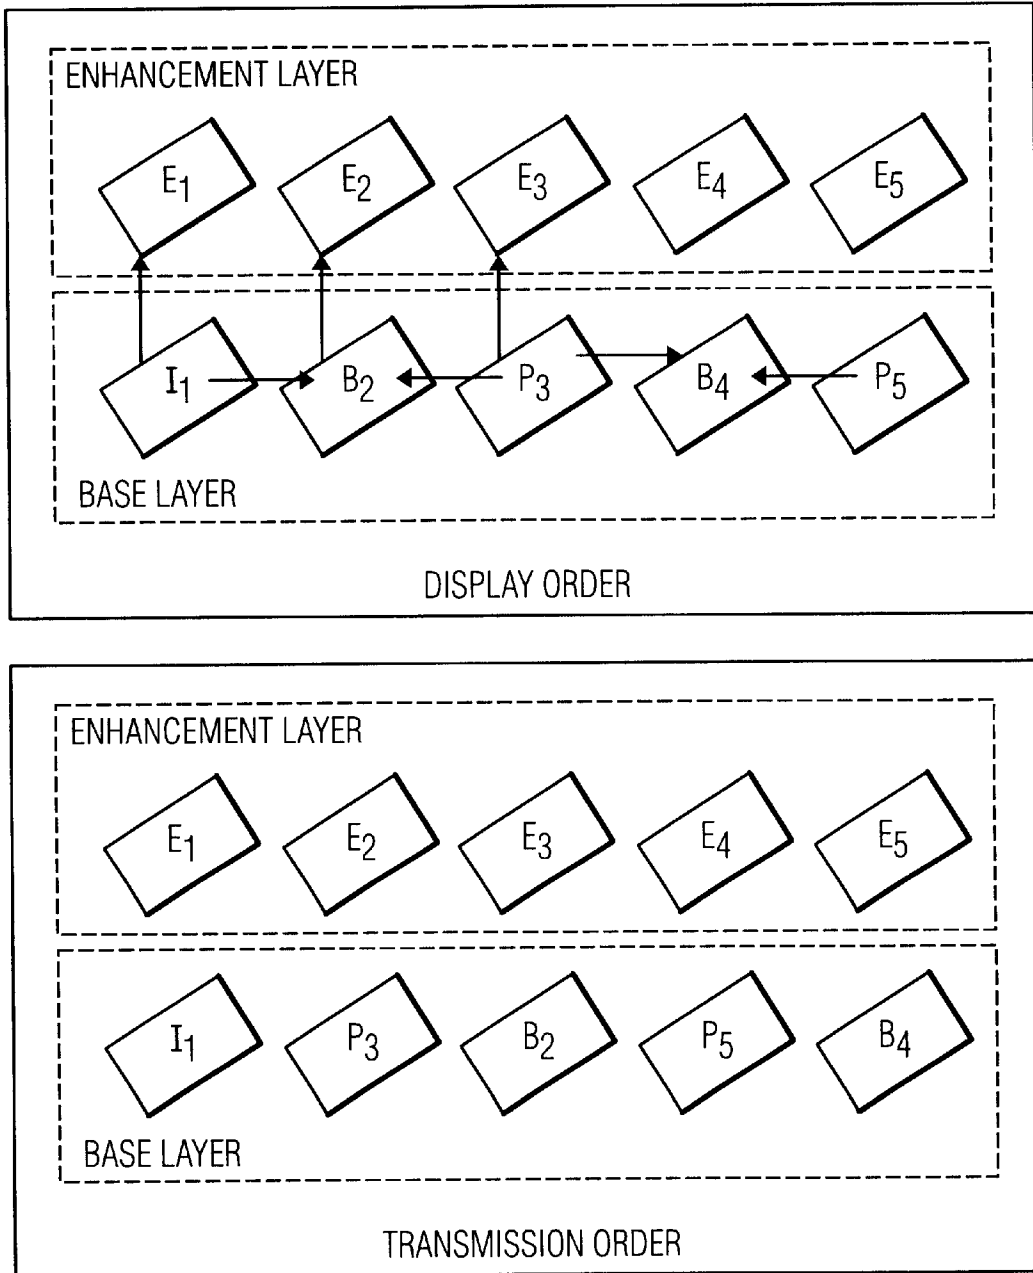 ENHANCEMENT LAYER
E1 E2 E3 E4 E5
I1 B2 P3 B4 P5
BASE LAYER
DISPLAY ORDER
ENHANCEMENT LAYER
E1 E2 E3 E4 E5
I1 P3 B2 P5 B4
BASE LAYER
TRANSMISSION ORDER